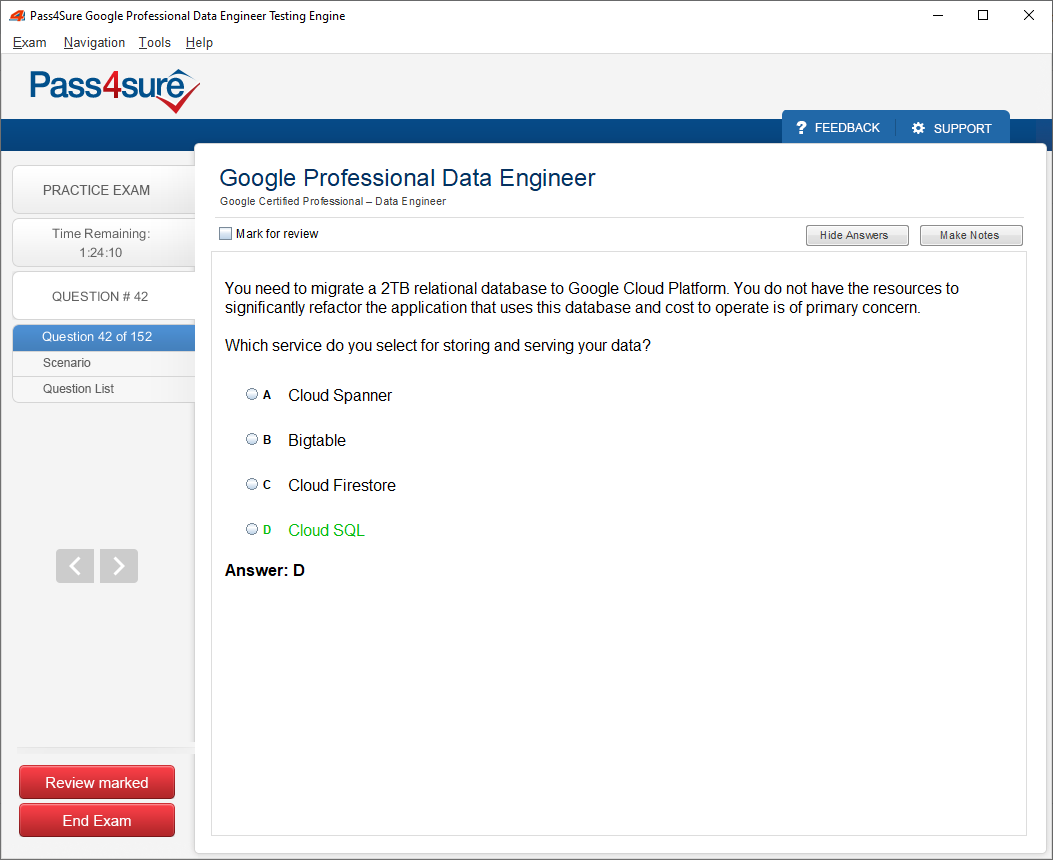 Pass4Sure Google Professional Data Engineer Testing Engine
Exam Navigation Tools Help
Pass4sure
? FEEDBACK SUPPORT
PRACTICE EXAM
Time Remaining:
1:24:10
QUESTION # 42
Question 42 of 152
Scenario
Question List
Review marked
End Exam
Google Professional Data Engineer
Google Certified Professional – Data Engineer
Mark for review Hide Answers Make Notes
You need to migrate a 2TB relational database to Google Cloud Platform. You do not have the resources to
significantly refactor the application that uses this database and cost to operate is of primary concern.
Which service do you select for storing and serving your data?
A Cloud Spanner
B Bigtable
C Cloud Firestore
D Cloud SQL
Answer: D